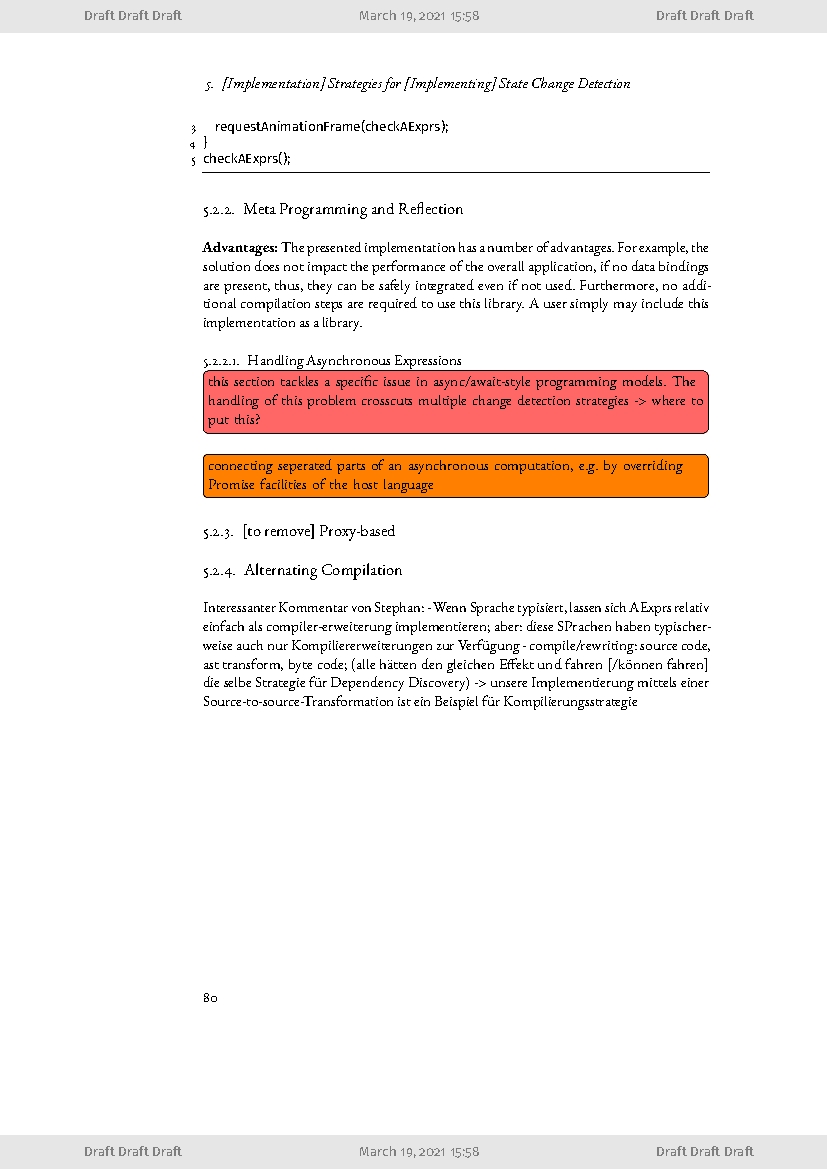 Draft Draft Draft March 19, 2021 15:58 Draft Draft Draft
5. [Implementation] Strategies for [Implementing] State Change Detection
3 requestAnimationFrame(checkAExprs);
4 }
5 checkAExprs();
5.2.2. Meta Programming and Reflection
Advantages: The presented implementation has a number of advantages. For example, the
solution does not impact the performance of the overall application, if no data bindings
are present, thus, they can be safely integrated even if not used. Furthermore, no addi-
tional compilation steps are required to use this library. A user simply may include this
implementation as a library.
5.2.2.1. Handling Asynchronous Expressions
this section tackles a specific issue in async/await-style programming models. The
handling of this problem crosscuts multiple change detection strategies -> where to
put this?
connecting seperated parts of an asynchronous computation, e.g. by overriding
Promise facilities of the host language
5.2.3. [to remove] Proxy-based
5.2.4. Alternating Compilation
Interessanter Kommentar von Stephan: - Wenn Sprache typisiert, lassen sich AExprs relativ
einfach als compiler-erweiterung implementieren; aber: diese SPrachen haben typischer-
weise auch nur Kompiliererweiterungen zur Verfügung - compile/rewriting: source code,
ast transform, byte code; (alle hätten den gleichen Effekt und fahren [/können fahren]
die selbe Strategie für Dependency Discovery) -> unsere Implementierung mittels einer
Source-to-source-Transformation ist ein Beispiel für Kompilierungsstrategie
80
Draft Draft Draft March 19, 2021 15:58 Draft Draft Draft